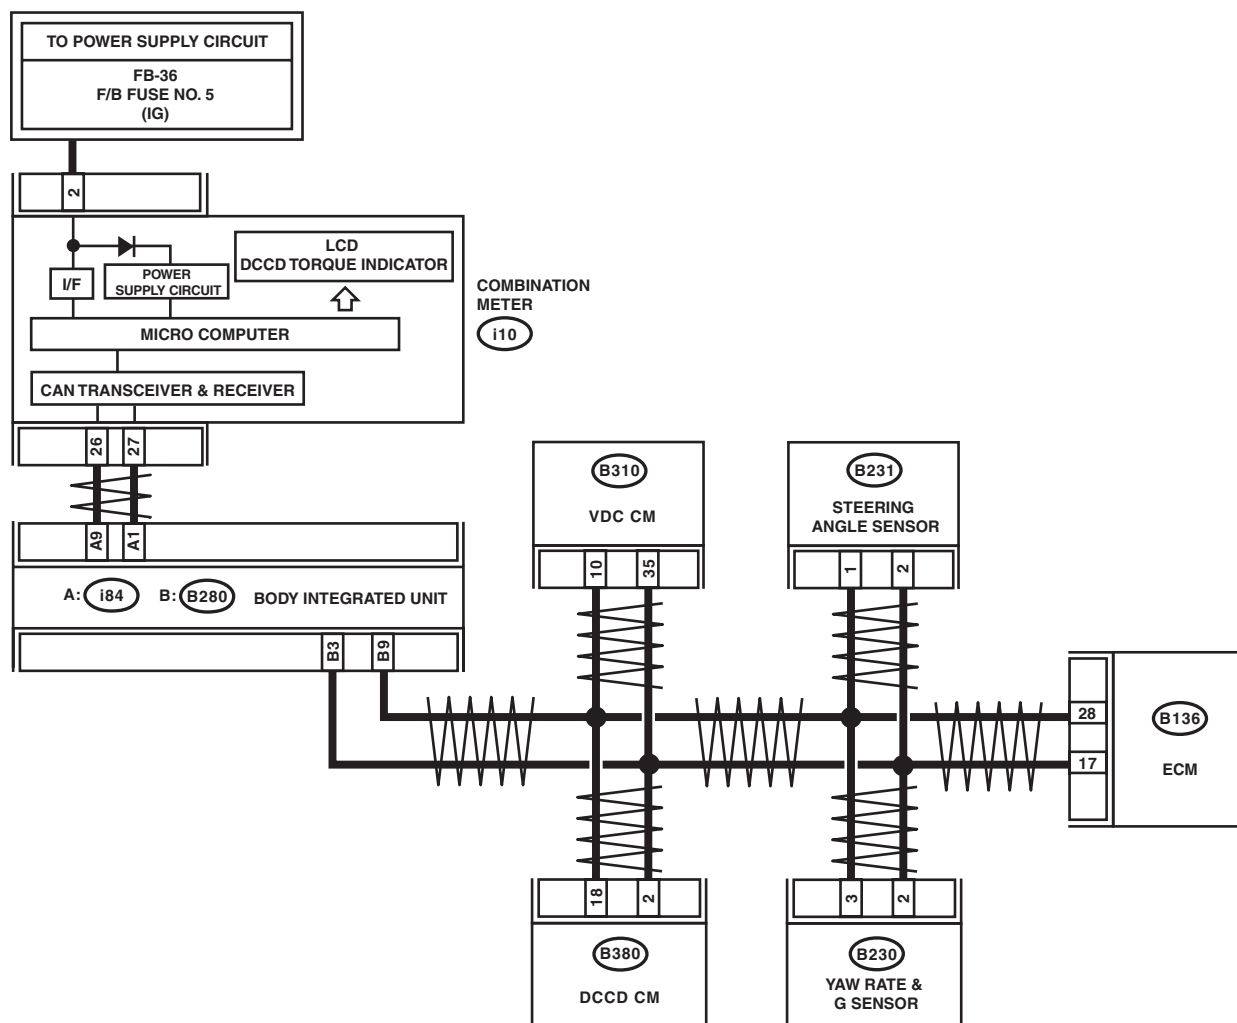 TO POWER SUPPLY CIRCUIT
FB-36
F/B FUSE NO. 5
(IG)
2
LCD
DCCD TORQUE INDICATOR
I/F
POWER
SUPPLY CIRCUIT
MICRO COMPUTER
CAN TRANSCEIVER & RECEIVER
COMBINATION
METER
i10
26
27
A9
A1
A: i84 B: B280 BODY INTEGRATED UNIT
B3
B9
B310
VDC CM
10
35
B231
STEERING
ANGLE SENSOR
1
2
28
17
B136
ECM
18
2
B380
DCCD CM
3
2
B230
YAW RATE &
G SENSOR